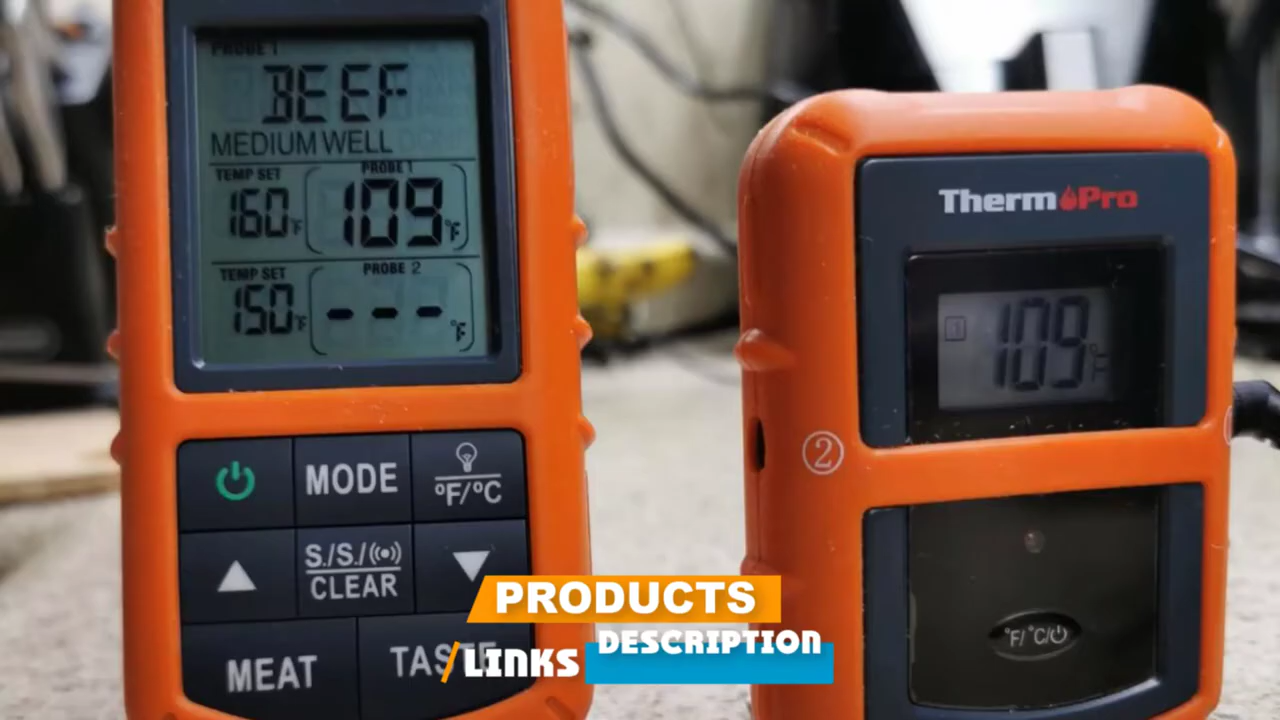 PROBE 1
BEEF
MEDIUM WELL
TEMP SET
160°F
PROBE 1
109°F
TEMP SET
150°F
PROBE 2
---°F
MODE
°F/°C
S./S./
CLEAR
MEAT
TASTE
ThermoPro
1
109°F
2
°F/°C/
PRODUCTS
/LINKS DESCRIPTION